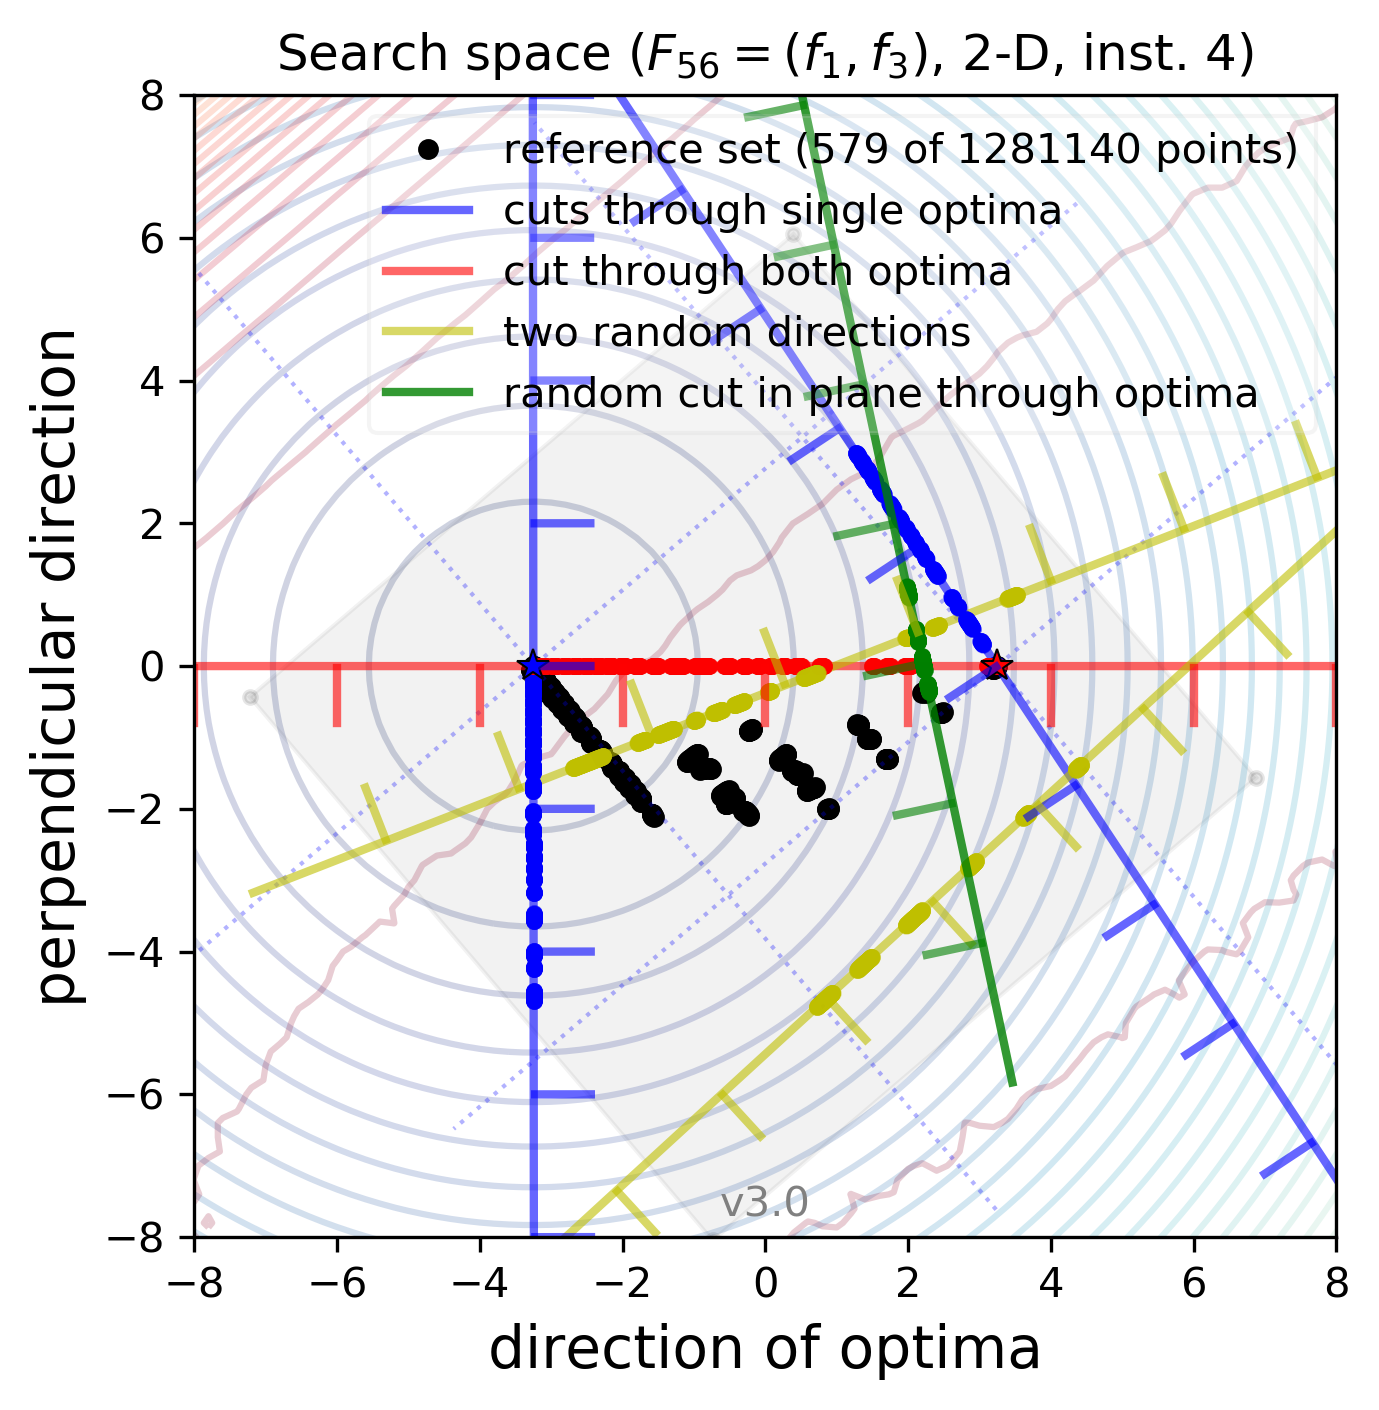 Search space (F56 = (f1, f3), 2-D, inst. 4)
reference set (579 of 1281140 points)
cuts through single optima
cut through both optima
two random directions
random cut in plane through optima
perpendicular direction
8
6
4
2
0
−2
−4
−6
−8
v3.0
−8 −6 −4 −2 0 2 4 6 8
direction of optima